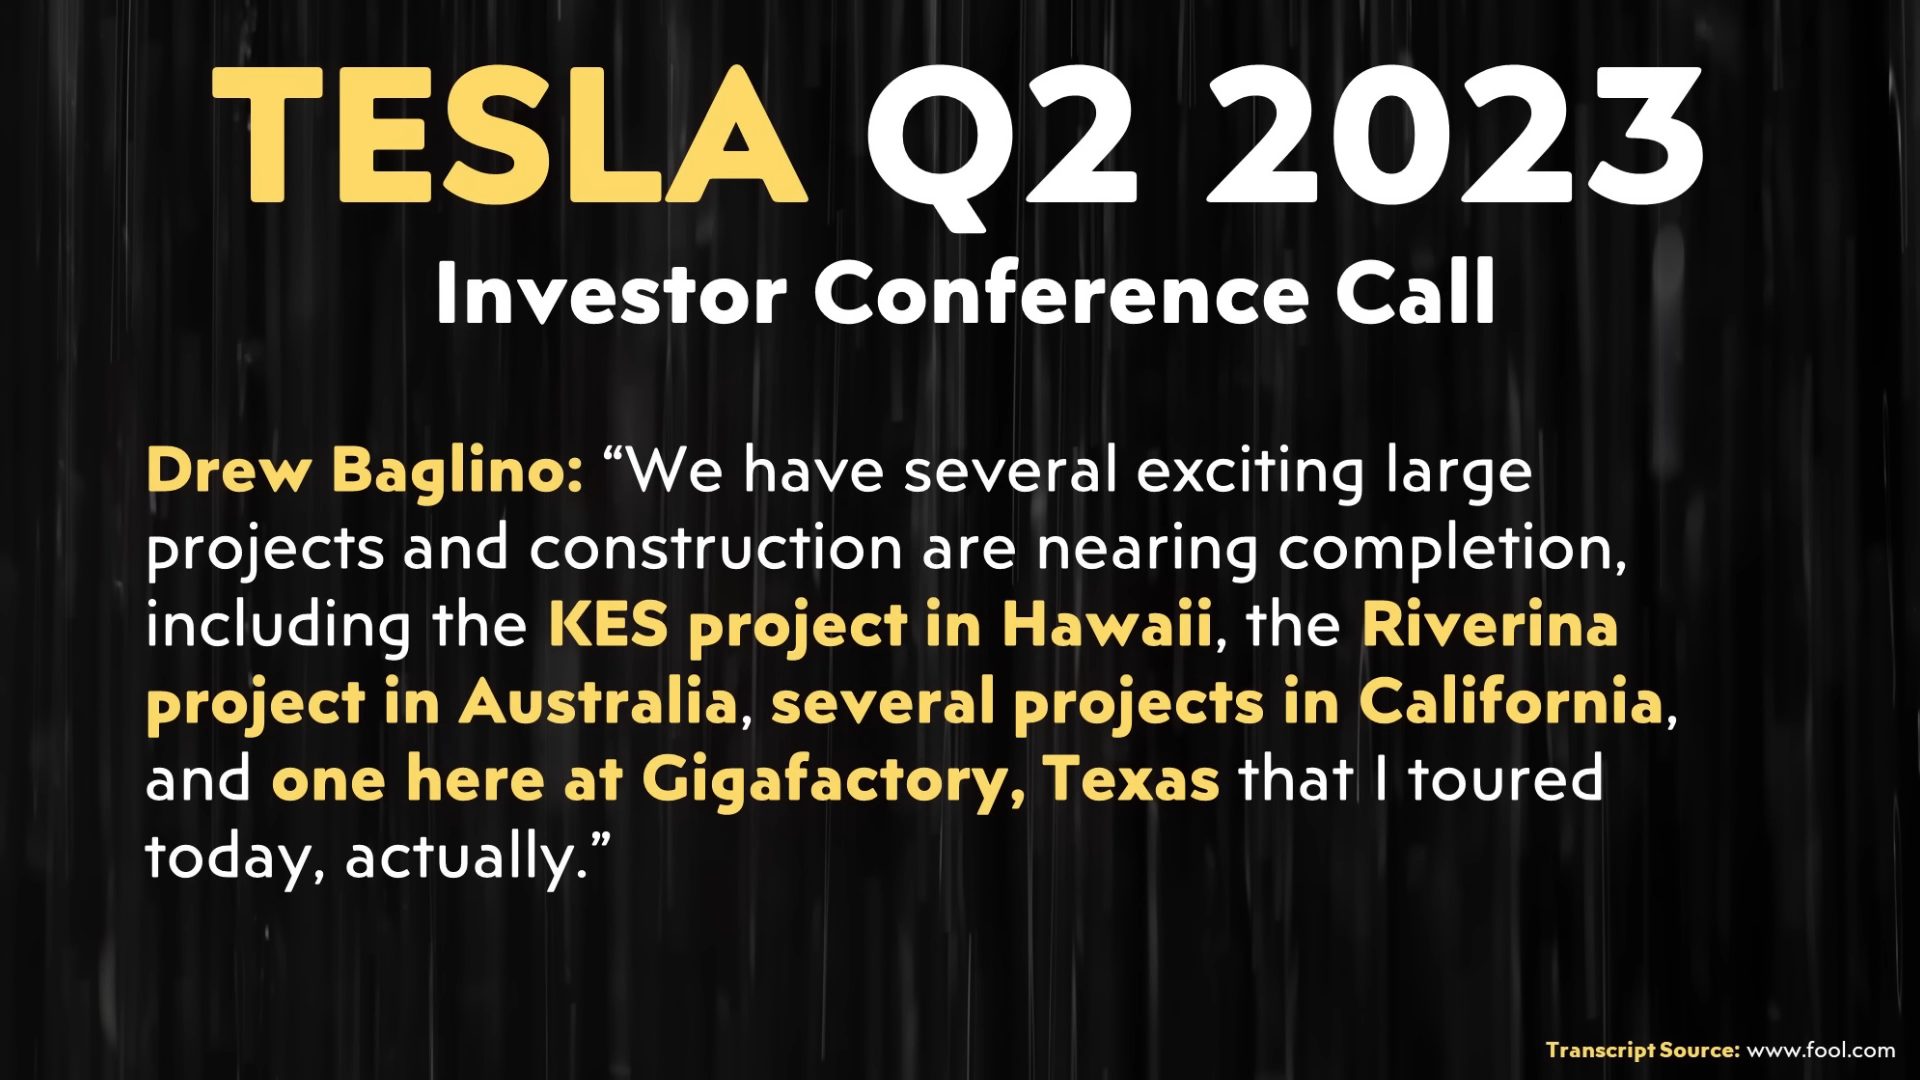 TESLA Q2 2023
Investor Conference Call
Drew Baglino: “We have several exciting large
projects and construction are nearing completion,
including the KES project in Hawaii, the Riverina
project in Australia, several projects in California,
and one here at Gigafactory, Texas that I toured
today, actually.”
Transcript Source: www.fool.com